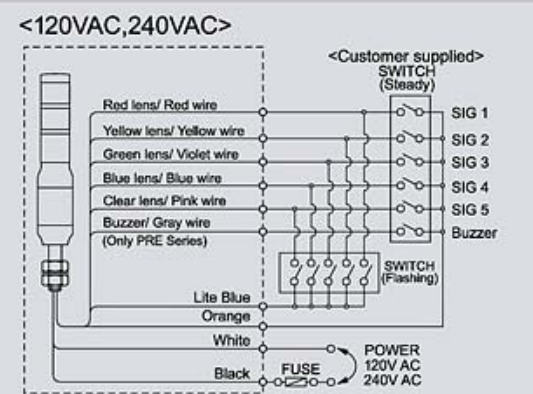 <120VAC,240VAC>
<Customer supplied>
SWITCH
(Steady)
Red lens/ Red wire
SIG 1
Yellow lens/ Yellow wire
SIG 2
Green lens/ Violet wire
SIG 3
Blue lens/ Blue wire
SIG 4
Clear lens/ Pink wire
SIG 5
Buzzer/ Gray wire
Buzzer
(Only PRE Series)
SWITCH
(Flashing)
Lite Blue
Orange
White
POWER
120V AC
240V AC
Black
FUSE